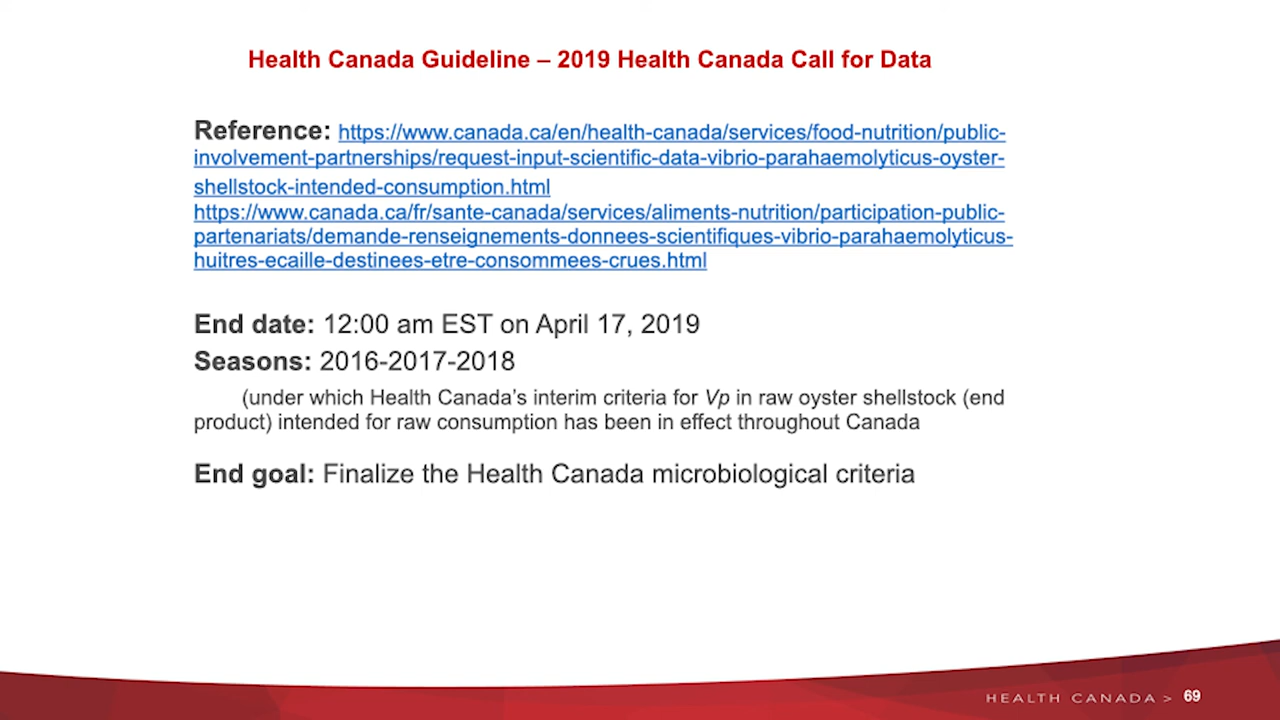 Health Canada Guideline – 2019 Health Canada Call for Data
Reference: https://www.canada.ca/en/health-canada/services/food-nutrition/public-
involvement-partnerships/request-input-scientific-data-vibrio-parahaemolyticus-oyster-
shellstock-intended-consumption.html
https://www.canada.ca/fr/sante-canada/services/aliments-nutrition/participation-public-
partenariats/demande-renseignements-donnees-scientifiques-vibrio-parahaemolyticus-
huitres-ecaille-destinees-etre-consommees-crues.html
End date: 12:00 am EST on April 17, 2019
Seasons: 2016-2017-2018
(under which Health Canada’s interim criteria for Vp in raw oyster shellstock (end
product) intended for raw consumption has been in effect throughout Canada
End goal: Finalize the Health Canada microbiological criteria
HEALTH CANADA > 69